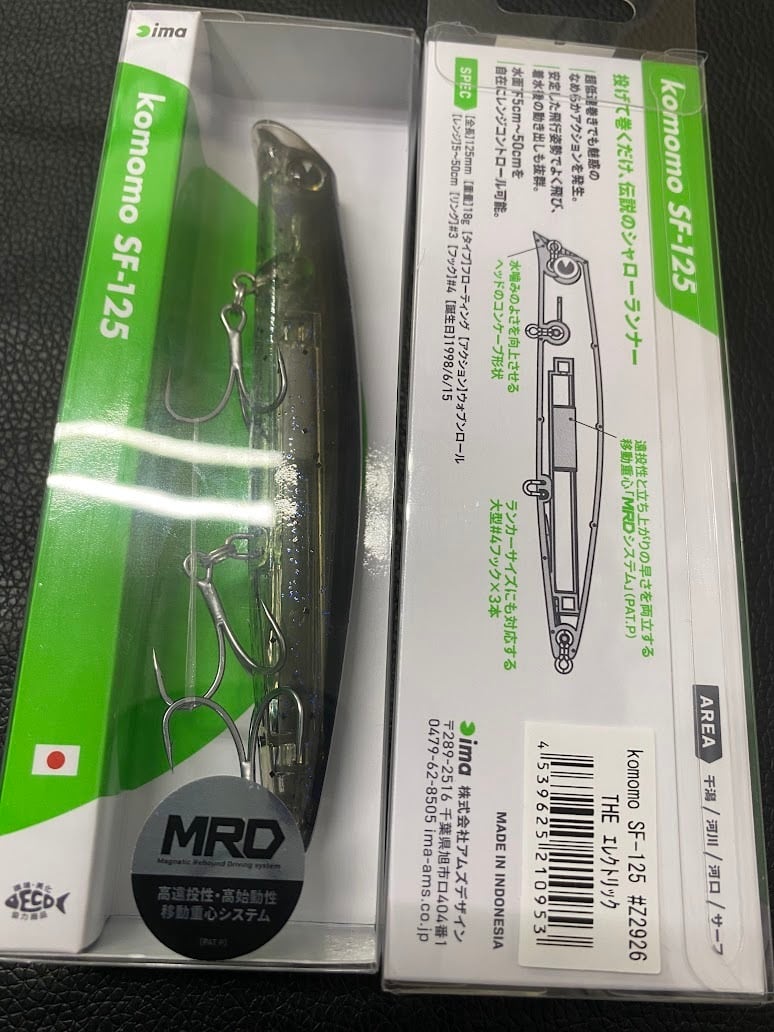 ima
komomo SF-125
MRD
Magnetic Rebound Driving system
高遠投性・高始動性
移動重心システム
[PAT.P]
環境・美化
ECO
協力商品
komomo SF-125
投げて巻くだけ、伝説のシャローランナー
超低速巻きでも魅惑の
なめらかアクションを発生。
安定した飛行姿勢でよく飛び、
着水後の動き出しも抜群。
水面下5cm〜50cmを
自在にレンジコントロール可能。
SPEC
【全長】125mm 【重量】18g 【タイプ】フローティング 【アクション】ウォブンロール
【レンジ】5〜50cm 【リング】#3 【フック】#4 【誕生日】1998/6/15
水噛みのよさを向上させる
ヘッドのコンケーブ形状
遠投性と立ち上がりの早さを両立する
移動重心「MRDシステム」(PAT.P)
ランカーサイズにも対応する
大型#4フック×3本
AREA
干潟 / 河川 / 河口 / サーフ
ima 株式会社アムズデザイン
〒289-2516 千葉県旭市ロ404番1
0479-62-8505 ima-ams.co.jp
MADE IN INDONESIA
komomo SF-125 #Z2926
THE エレクトリック
4539625210953